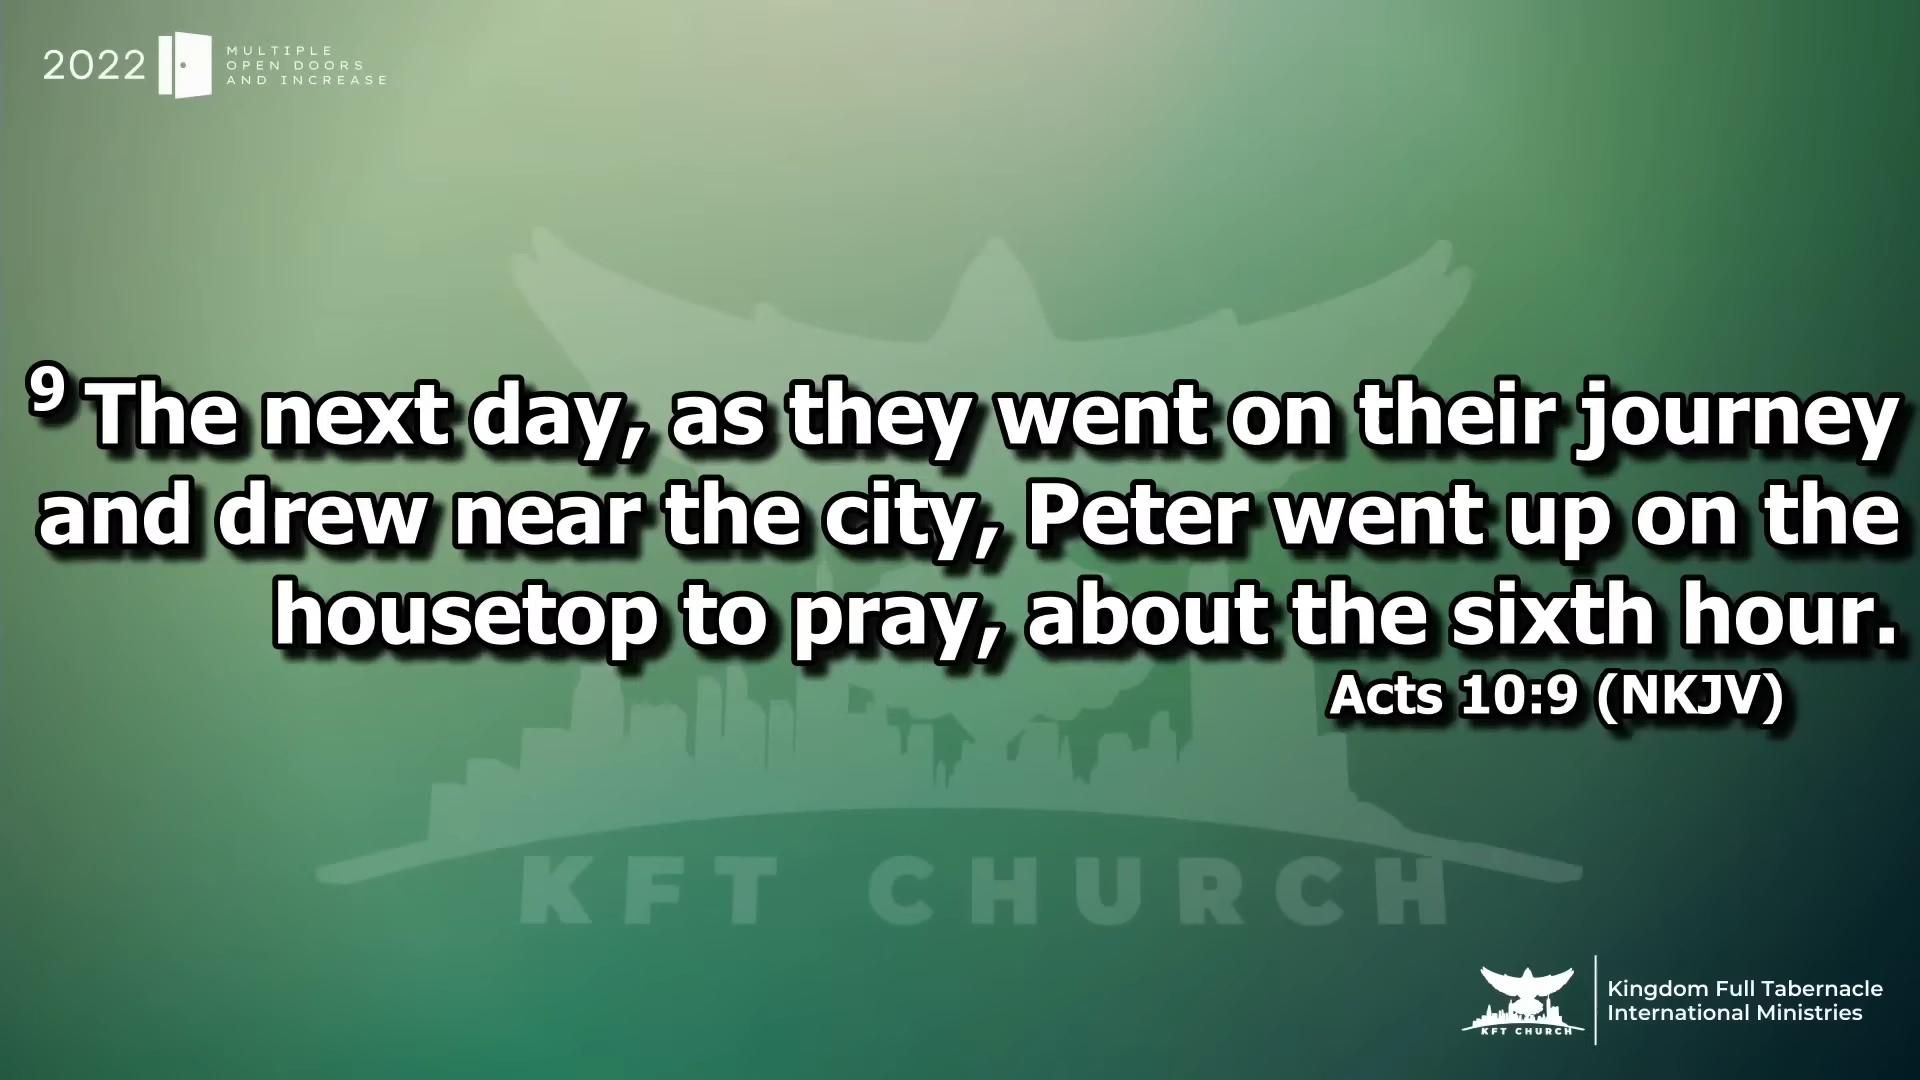 2022
MULTIPLE
OPEN DOORS
AND INCREASE
9 The next day, as they went on their journey
and drew near the city, Peter went up on the
housetop to pray, about the sixth hour.
Acts 10:9 (NKJV)
KFT CHURCH
KFT CHURCH
Kingdom Full Tabernacle
International Ministries